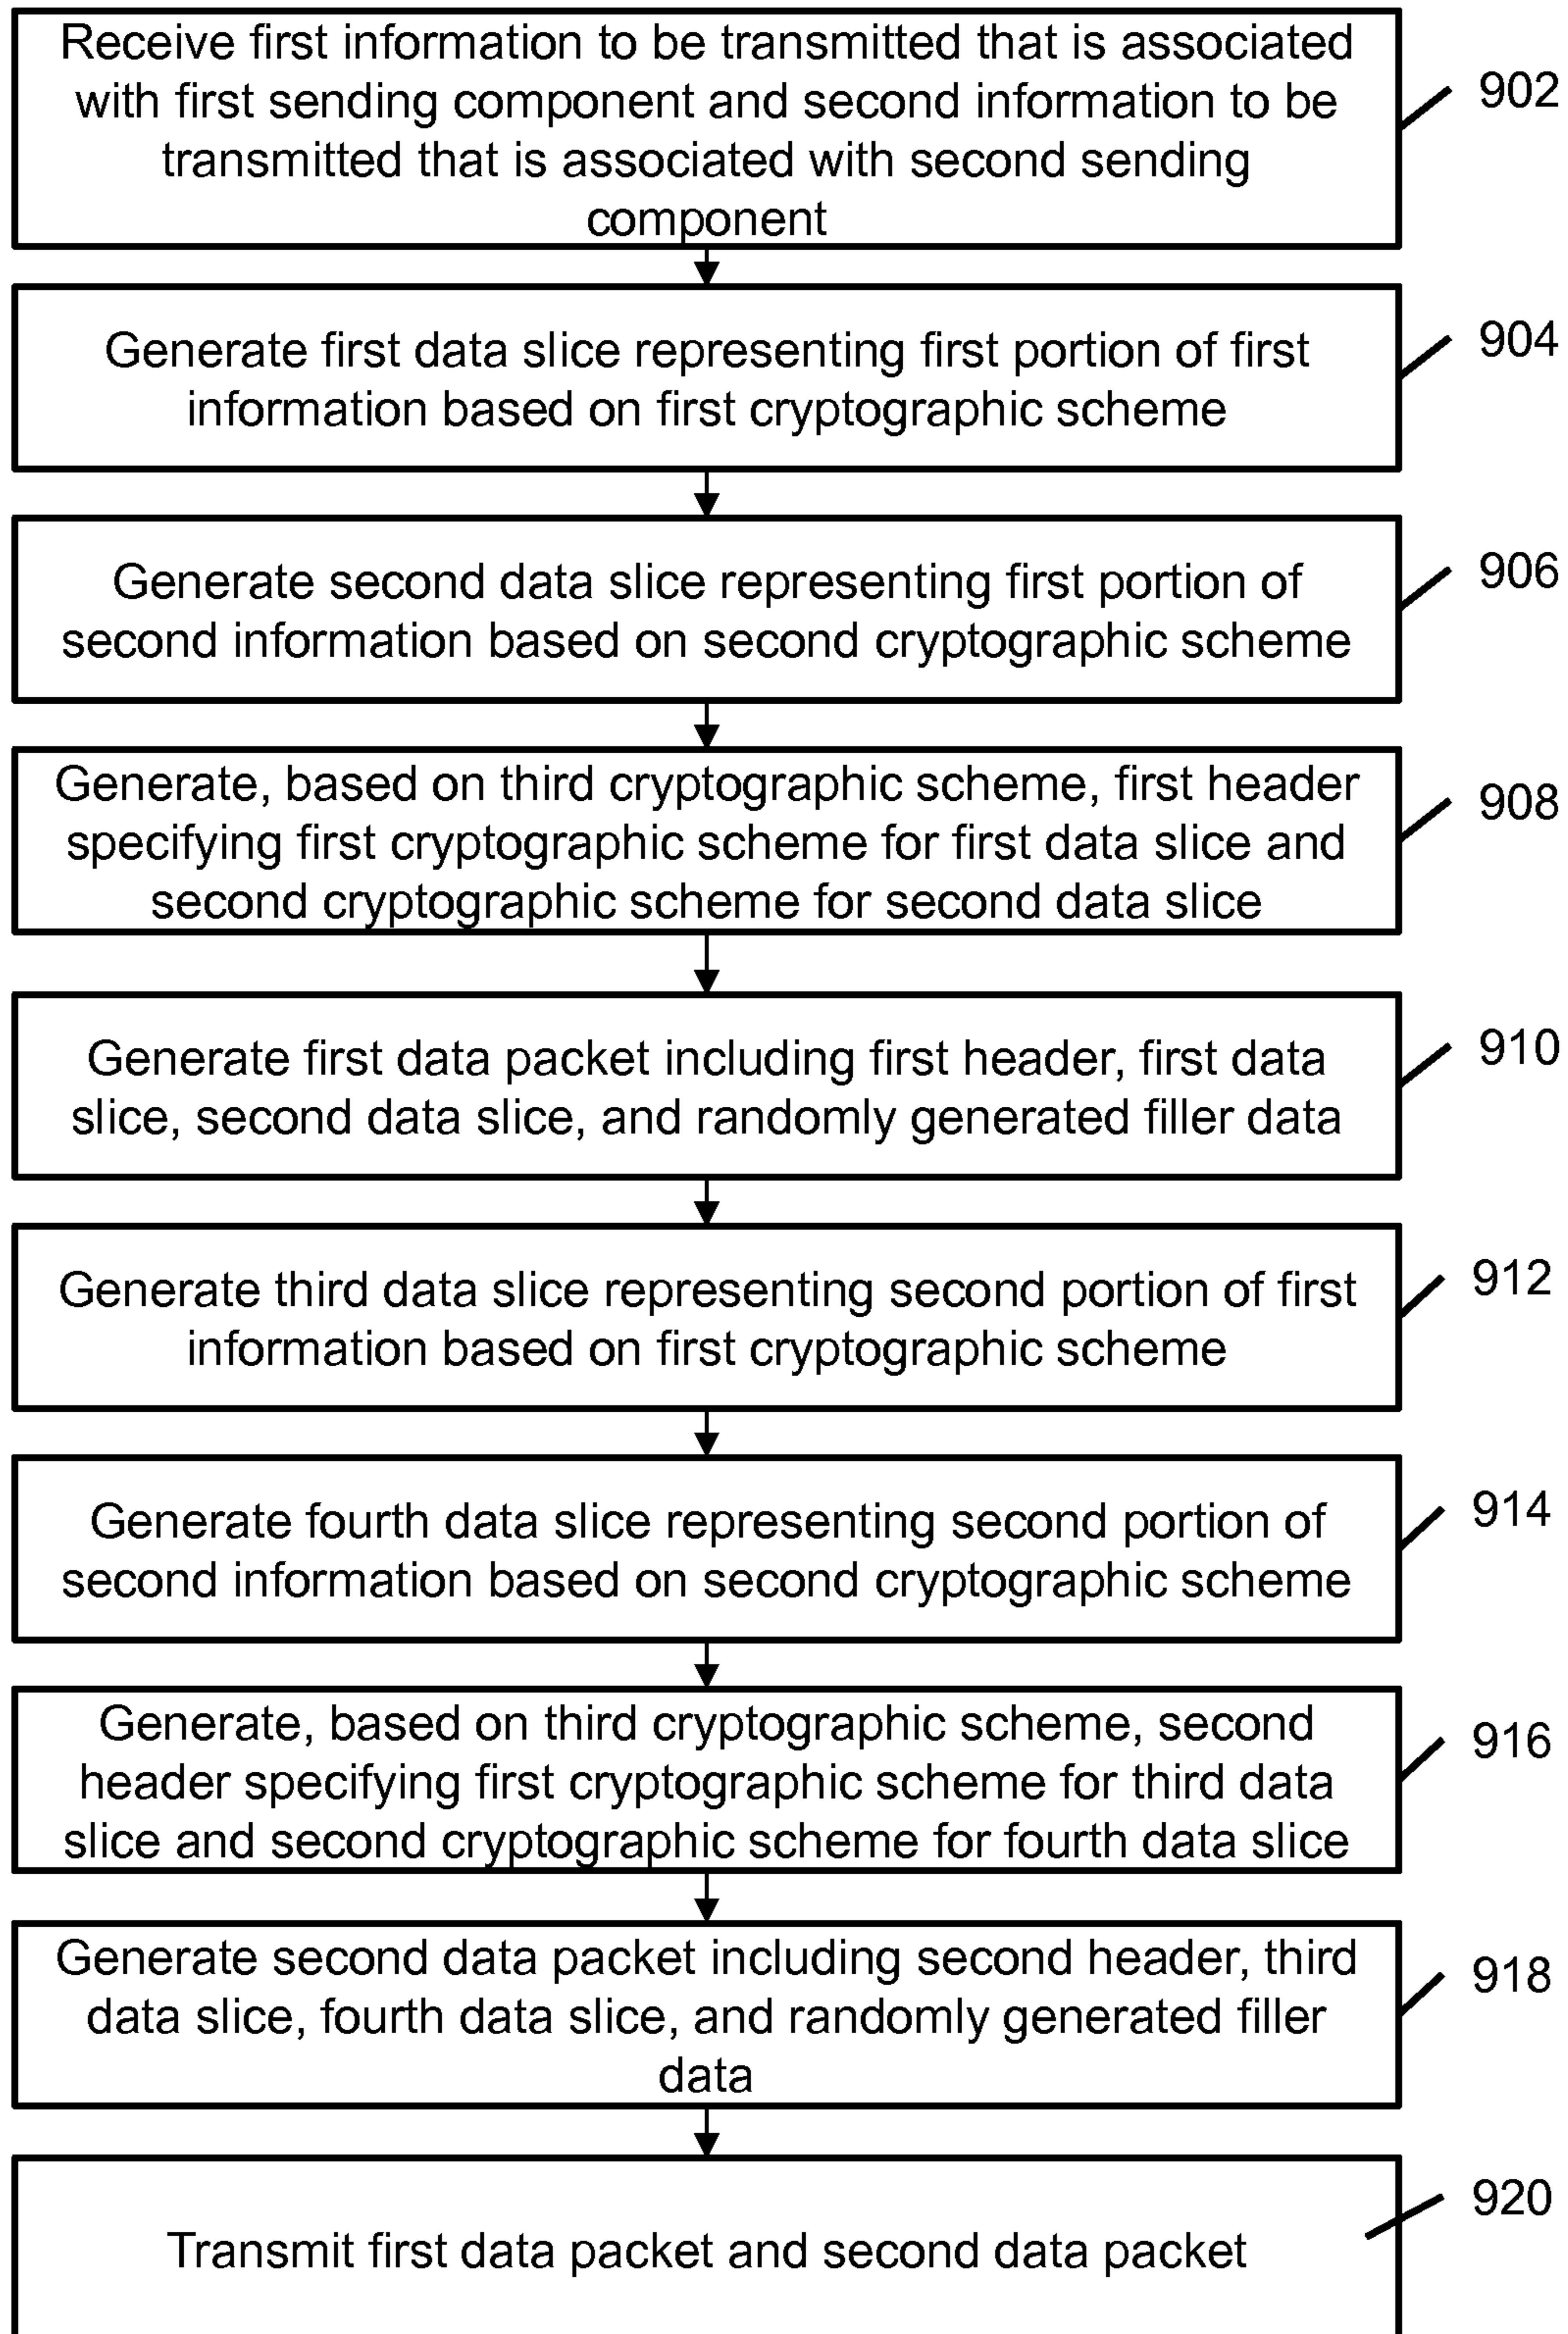 Receive first information to be transmitted that is associated
with first sending component and second information to be
transmitted that is associated with second sending
component
902
Generate first data slice representing first portion of first
information based on first cryptographic scheme
904
Generate second data slice representing first portion of
second information based on second cryptographic scheme
906
Generate, based on third cryptographic scheme, first header
specifying first cryptographic scheme for first data slice and
second cryptographic scheme for second data slice
908
Generate first data packet including first header, first data
slice, second data slice, and randomly generated filler data
910
Generate third data slice representing second portion of first
information based on first cryptographic scheme
912
Generate fourth data slice representing second portion of
second information based on second cryptographic scheme
914
Generate, based on third cryptographic scheme, second
header specifying first cryptographic scheme for third data
slice and second cryptographic scheme for fourth data slice
916
Generate second data packet including second header, third
data slice, fourth data slice, and randomly generated filler
data
918
Transmit first data packet and second data packet
920